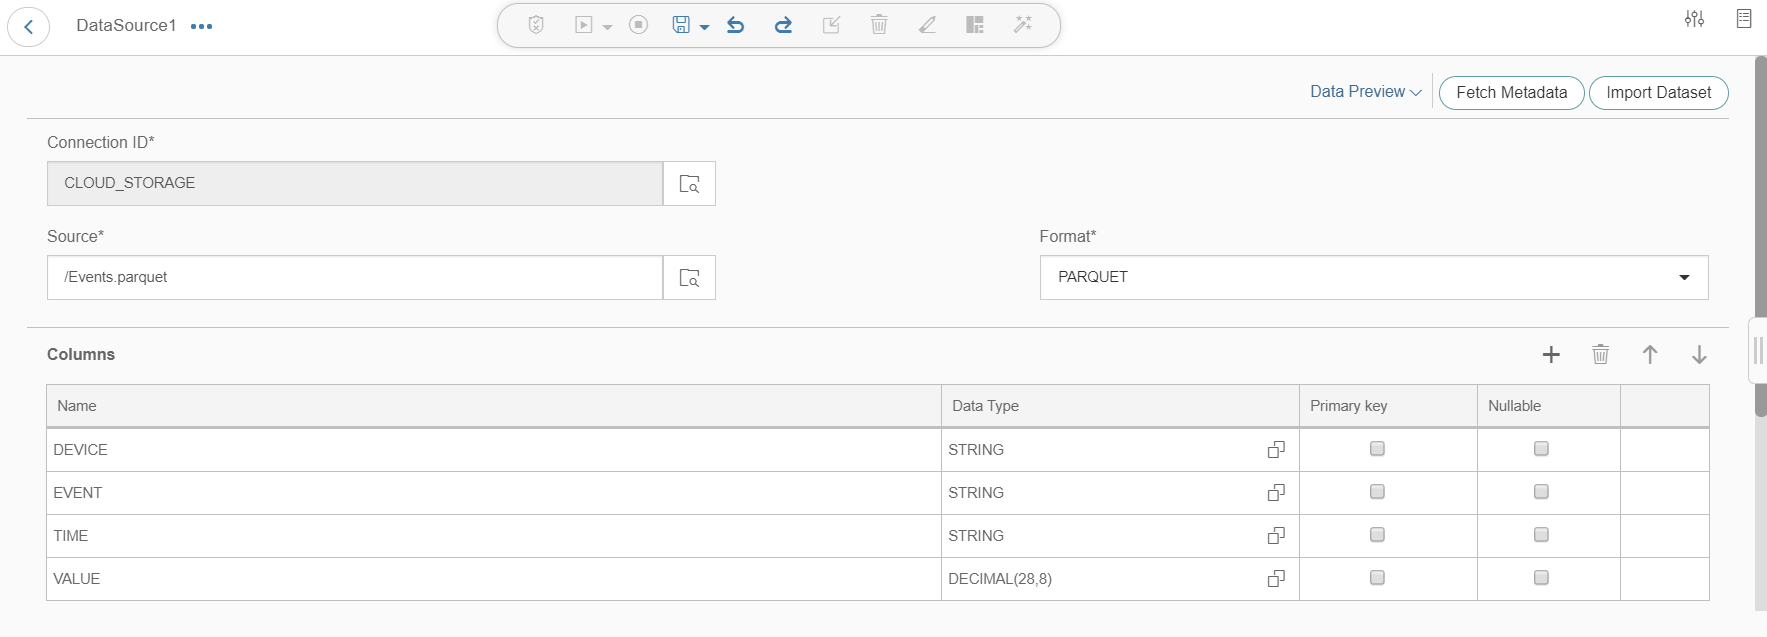 DataSource1
Data Preview Fetch Metadata Import Dataset
Connection ID*
CLOUD_STORAGE
Source* Format*
/Events.parquet PARQUET
Columns
Name Data Type Primary key Nullable
DEVICE STRING
EVENT STRING
TIME STRING
VALUE DECIMAL(28,8)